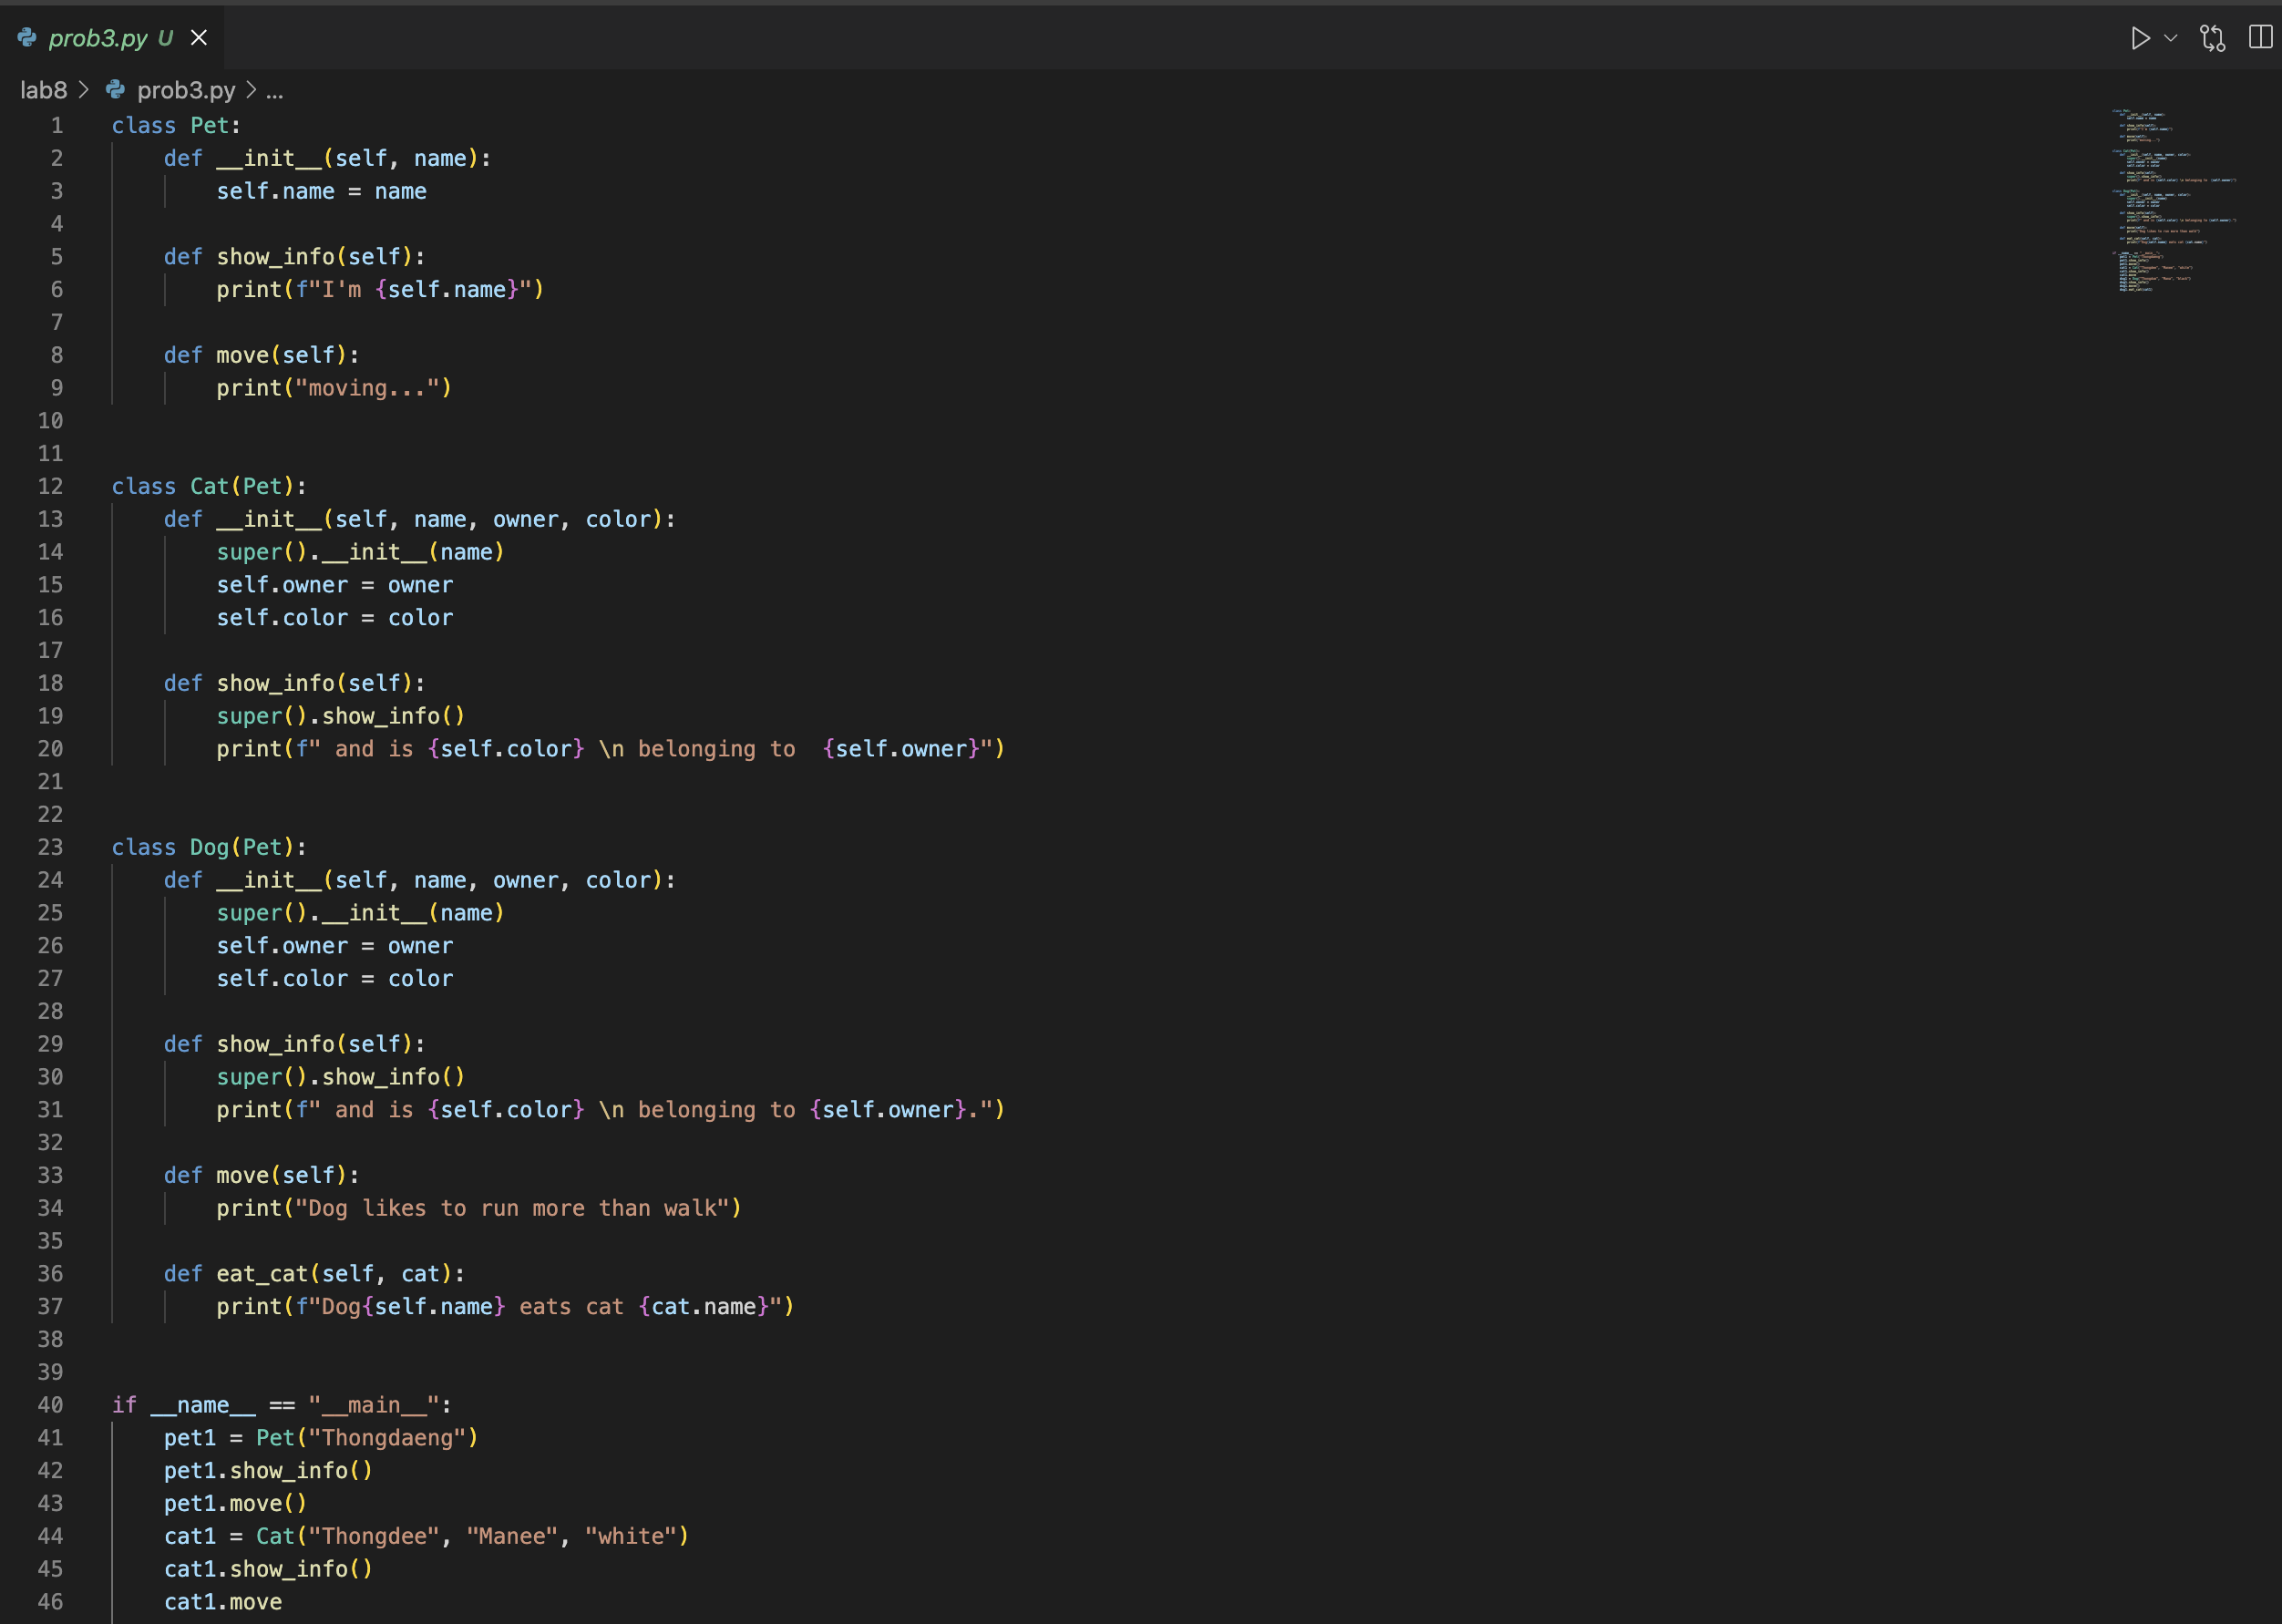 prob3.py U
lab8 > prob3.py > ...
1 class Pet:
2     def __init__(self, name):
3         self.name = name
4
5     def show_info(self):
6         print(f"I'm {self.name}")
7
8     def move(self):
9         print("moving...")
10
11
12 class Cat(Pet):
13     def __init__(self, name, owner, color):
14         super().__init__(name)
15         self.owner = owner
16         self.color = color
17
18     def show_info(self):
19         super().show_info()
20         print(f" and is {self.color} \n belonging to  {self.owner}")
21
22
23 class Dog(Pet):
24     def __init__(self, name, owner, color):
25         super().__init__(name)
26         self.owner = owner
27         self.color = color
28
29     def show_info(self):
30         super().show_info()
31         print(f" and is {self.color} \n belonging to {self.owner}.")
32
33     def move(self):
34         print("Dog likes to run more than walk")
35
36     def eat_cat(self, cat):
37         print(f"Dog{self.name} eats cat {cat.name}")
38
39
40 if __name__ == "__main__":
41     pet1 = Pet("Thongdaeng")
42     pet1.show_info()
43     pet1.move()
44     cat1 = Cat("Thongdee", "Manee", "white")
45     cat1.show_info()
46     cat1.move